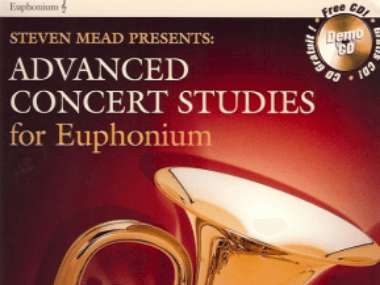 Euphonium
Free CD!
Gratis CD!
CD Gratuit!
Demo
CD
STEVEN MEAD PRESENTS:
ADVANCED
CONCERT STUDIES
for Euphonium